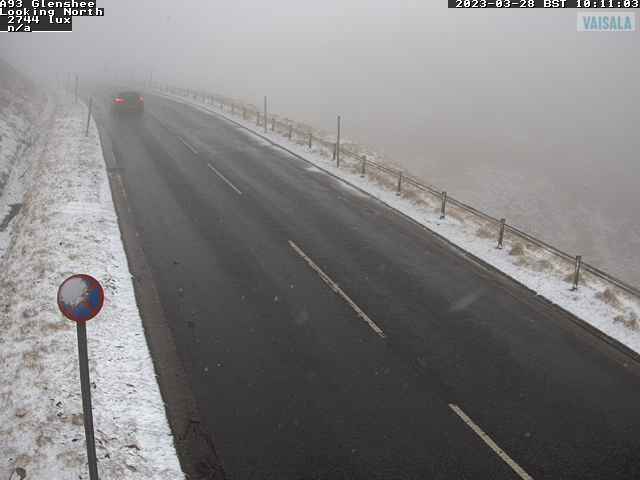 A93 Glenshee
Looking North
2744 lux
n/a
2023-03-28 BST 10:11:03
VAISALA